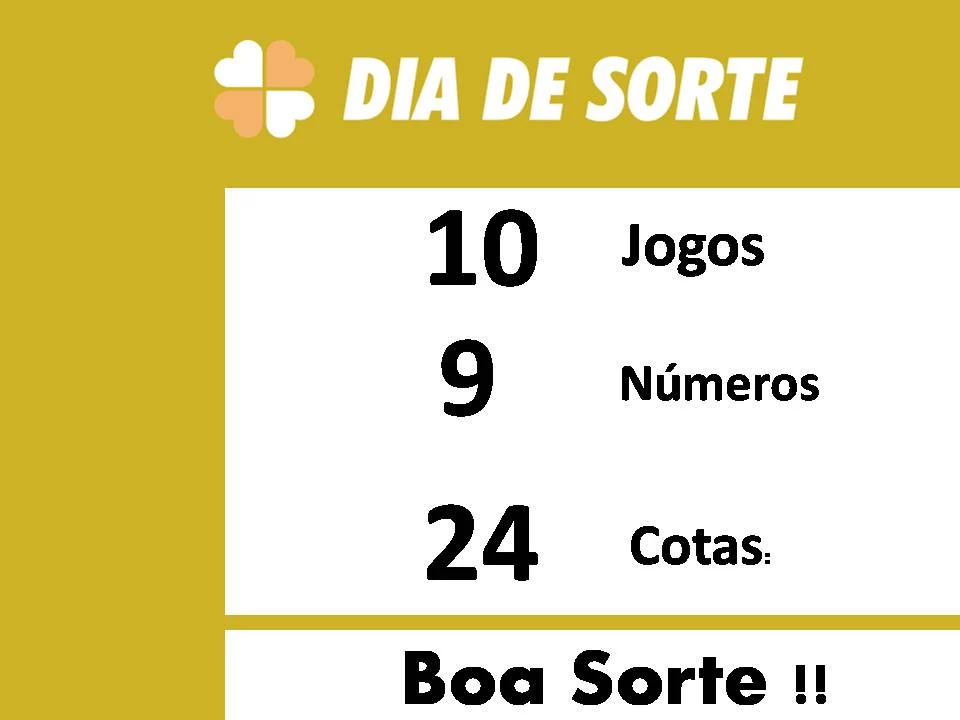 DIA DE SORTE
10 Jogos
9 Números
24 Cotas:
Boa Sorte !!